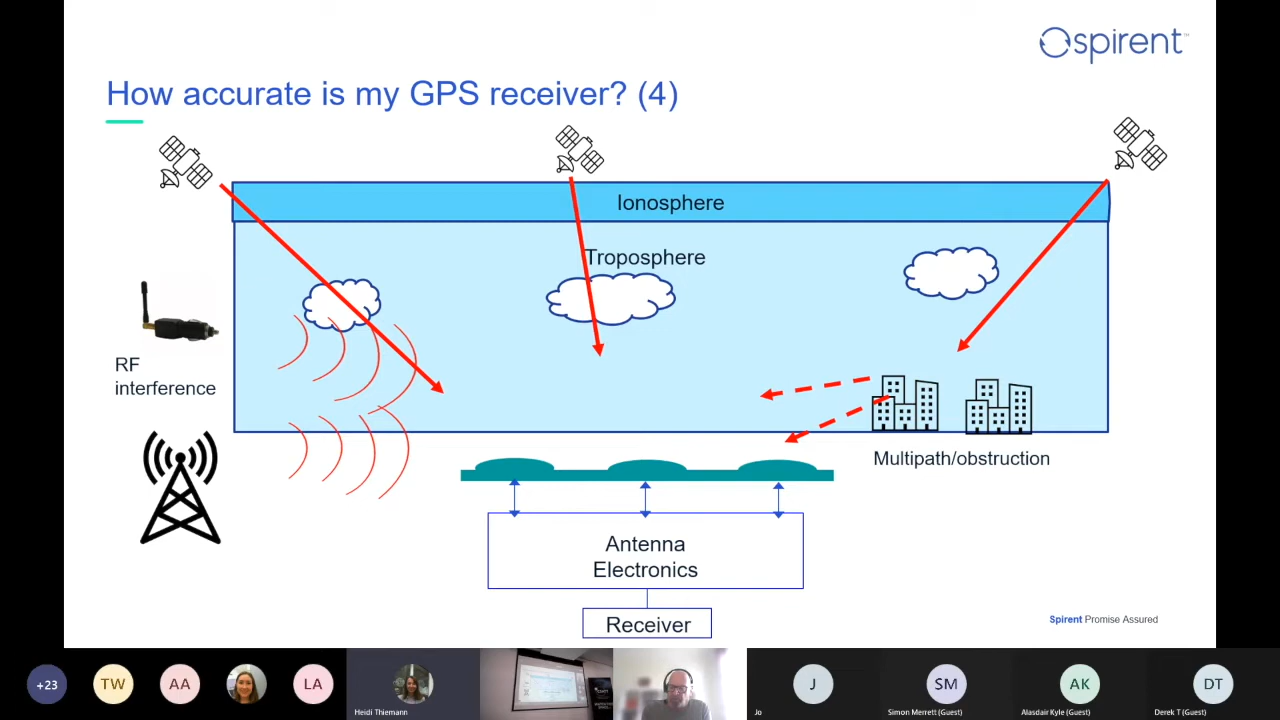 spirent™
How accurate is my GPS receiver? (4)
Ionosphere
Troposphere
RF
interference
Multipath/obstruction
Antenna
Electronics
Receiver
Spirent Promise Assured
+23
TW
AA
LA
Heidi Thiemann
J
Jo
SM
Simon Merrett (Guest)
AK
Alasdair Kyle (Guest)
DT
Derek T (Guest)